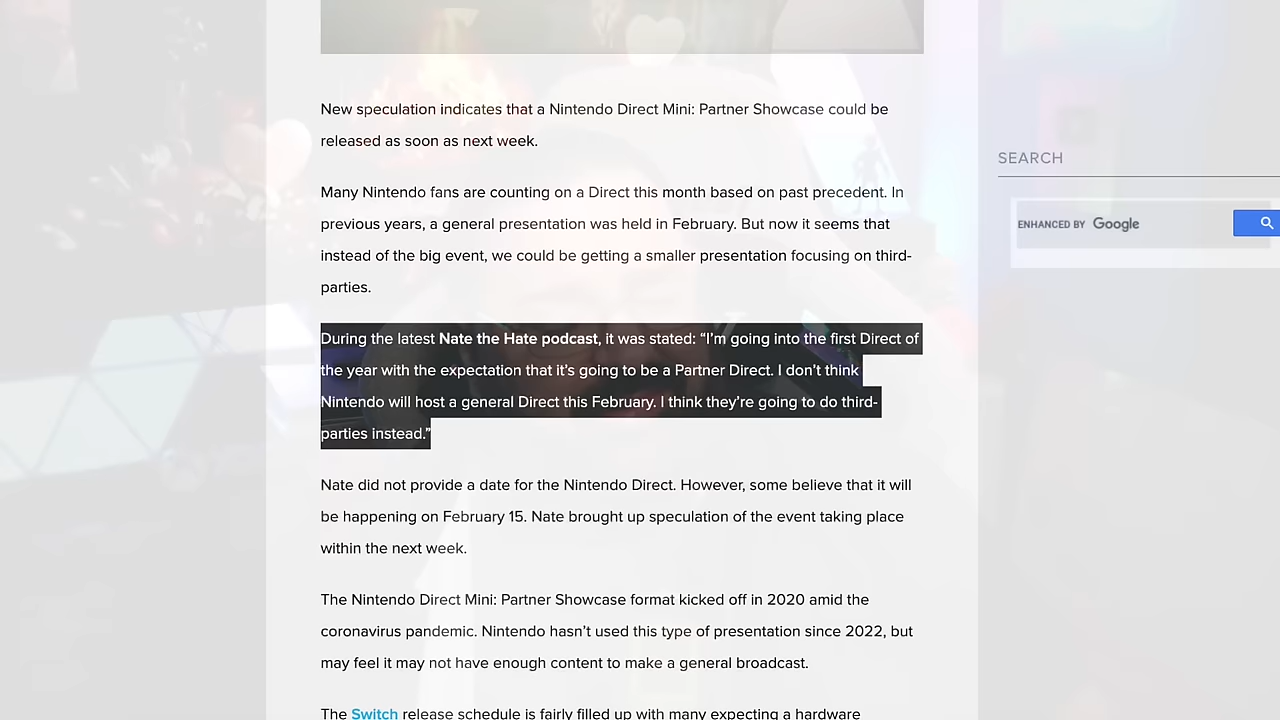 New speculation indicates that a Nintendo Direct Mini: Partner Showcase could be
released as soon as next week.
Many Nintendo fans are counting on a Direct this month based on past precedent. In
previous years, a general presentation was held in February. But now it seems that
instead of the big event, we could be getting a smaller presentation focusing on third-
parties.
During the latest Nate the Hate podcast, it was stated: “I’m going into the first Direct of
the year with the expectation that it’s going to be a Partner Direct. I don’t think
Nintendo will host a general Direct this February. I think they’re going to do third-
parties instead.”
Nate did not provide a date for the Nintendo Direct. However, some believe that it will
be happening on February 15. Nate brought up speculation of the event taking place
within the next week.
The Nintendo Direct Mini: Partner Showcase format kicked off in 2020 amid the
coronavirus pandemic. Nintendo hasn’t used this type of presentation since 2022, but
may feel it may not have enough content to make a general broadcast.
The Switch release schedule is fairly filled up with many expecting a hardware
SEARCH
ENHANCED BY Google